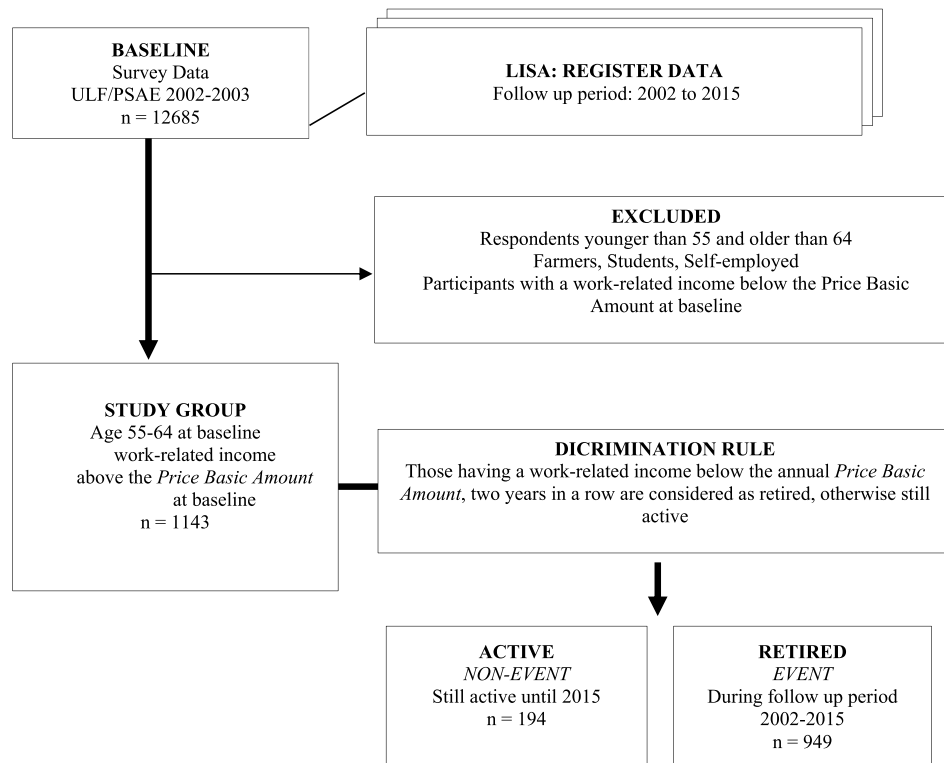 BASELINE
Survey Data
ULF/PSAE 2002-2003
n = 12685
LISA: REGISTER DATA
Follow up period: 2002 to 2015
EXCLUDED
Respondents younger than 55 and older than 64
Farmers, Students, Self-employed
Participants with a work-related income below the Price Basic
Amount at baseline
STUDY GROUP
Age 55-64 at baseline
work-related income
above the Price Basic Amount
at baseline
n = 1143
DICRIMINATION RULE
Those having a work-related income below the annual Price Basic
Amount, two years in a row are considered as retired, otherwise still
active
ACTIVE
NON-EVENT
Still active until 2015
n = 194
RETIRED
EVENT
During follow up period
2002-2015
n = 949